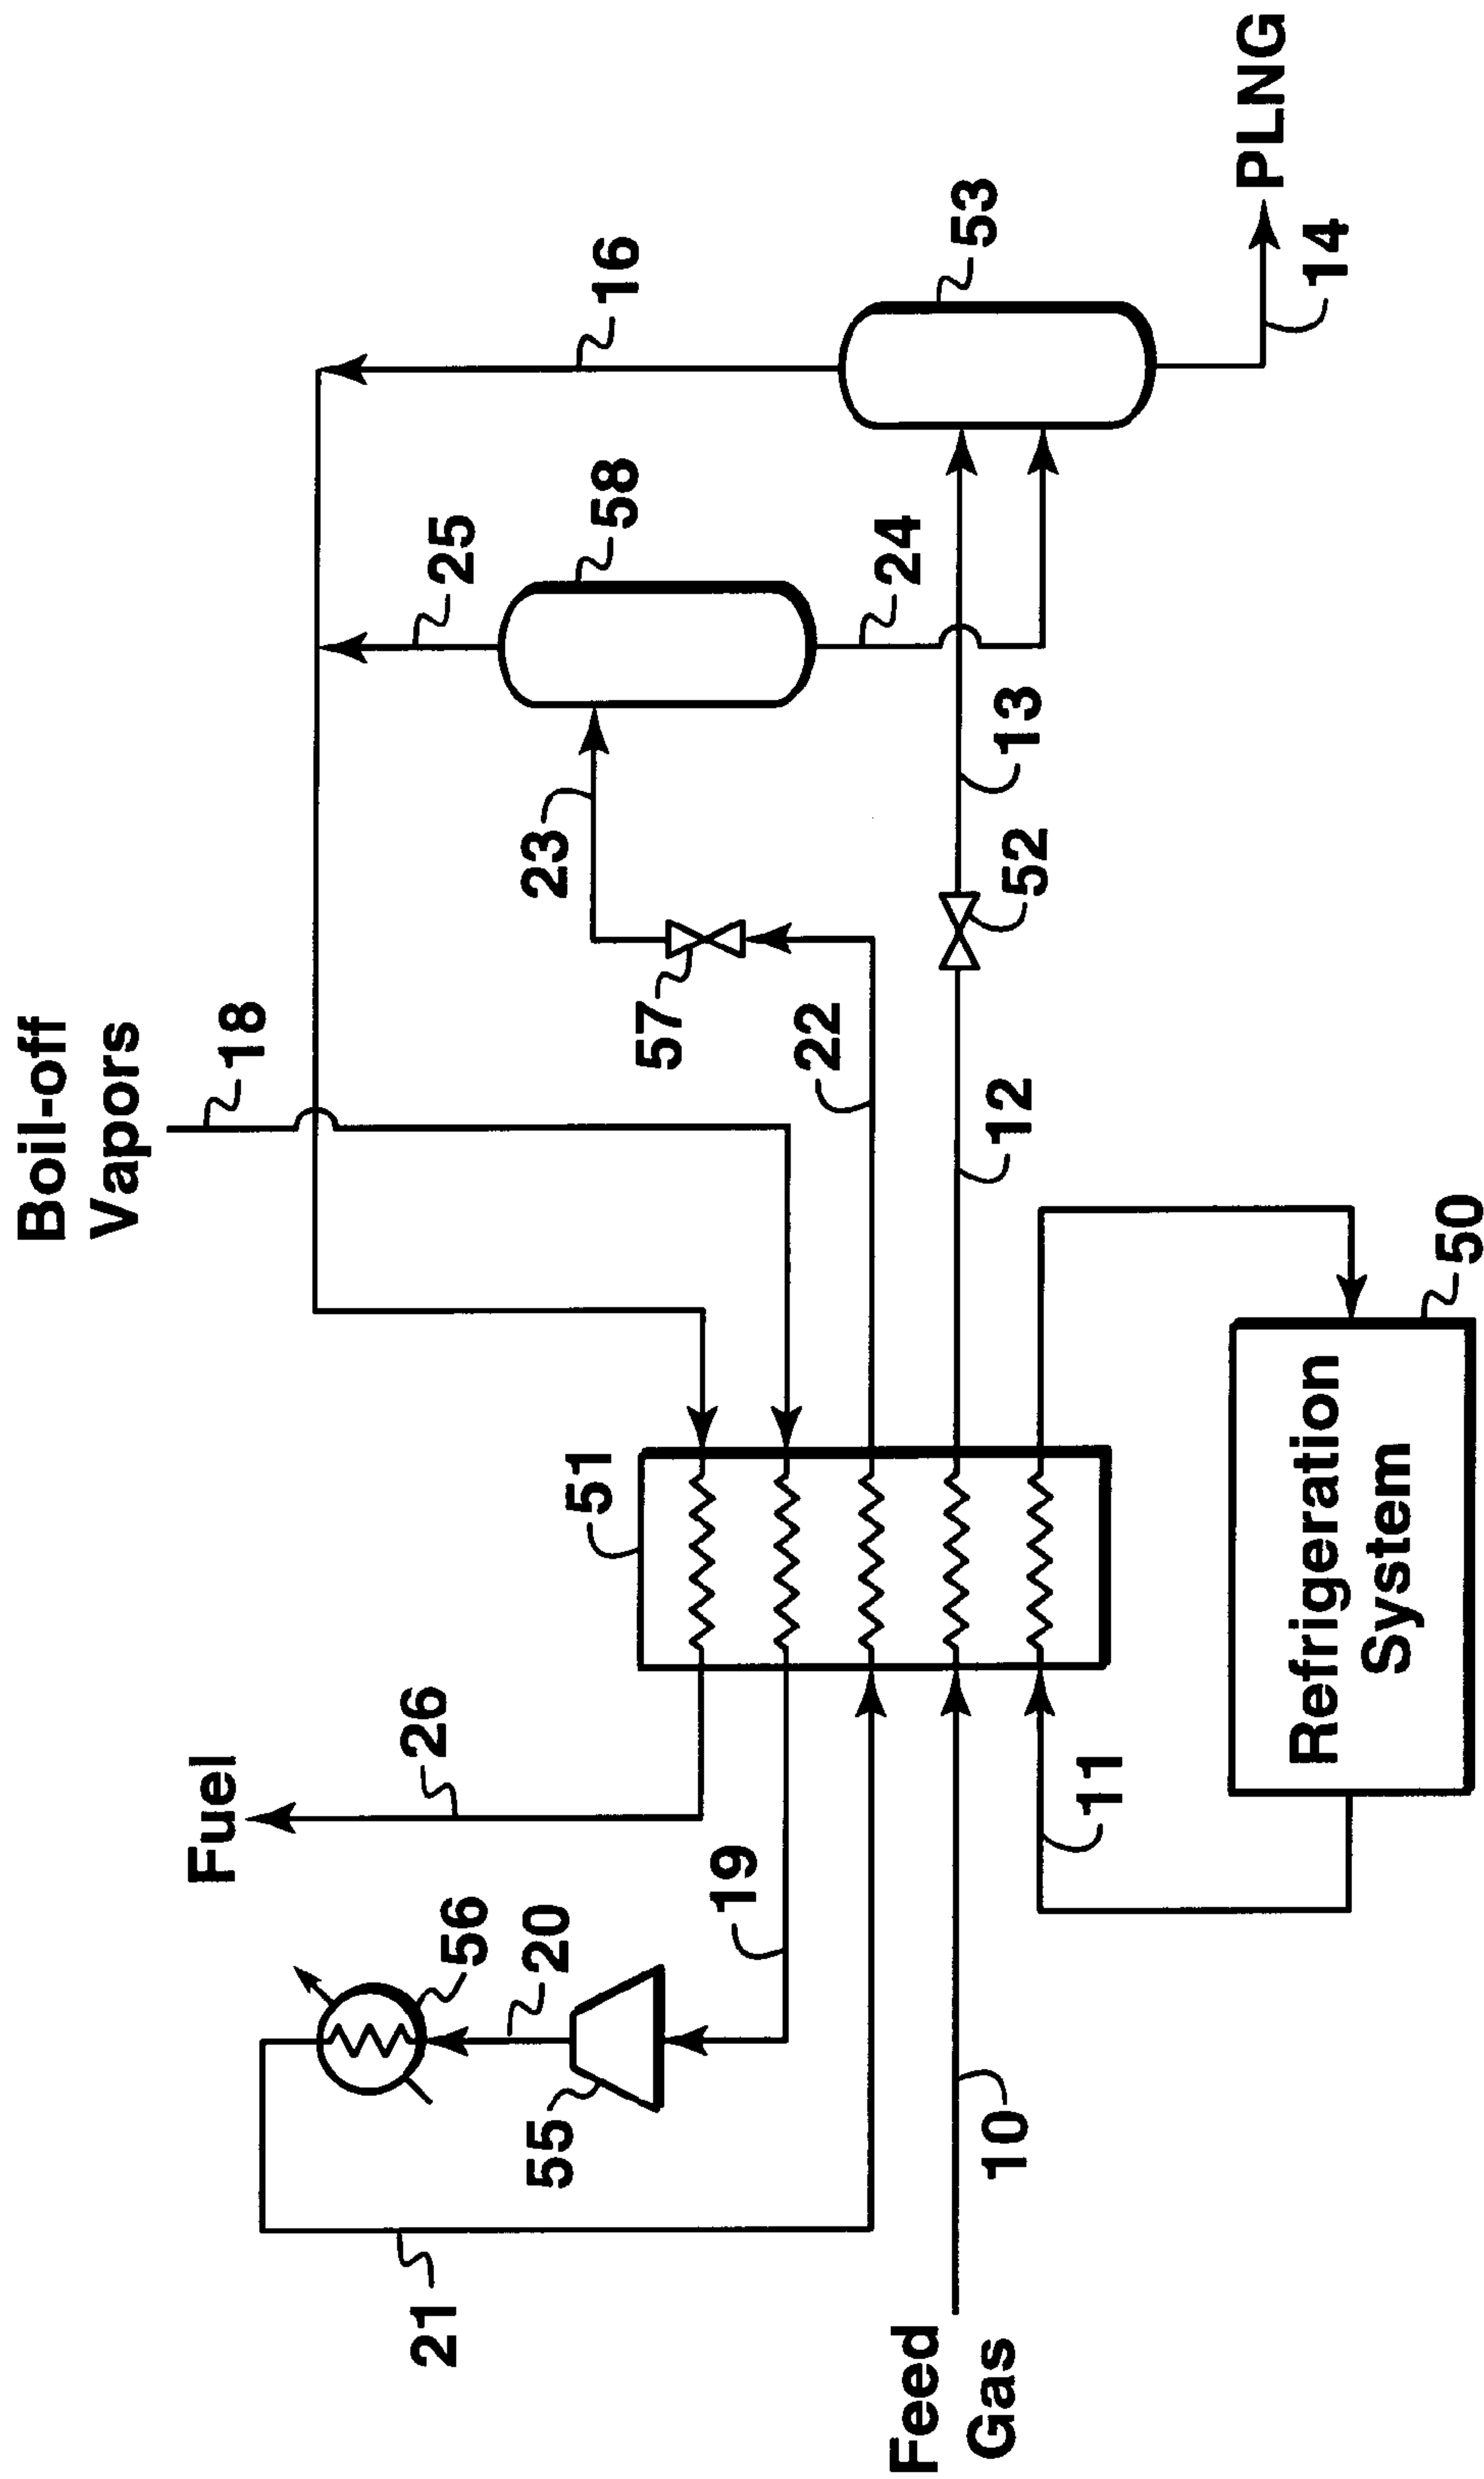 Boil-off
Vapors
18
Fuel
26
16
25
56
20
58
53
23
51
57
55
19
21
22
24
PLNG
14
13
52
12
10
Feed
Gas
11
50
Refrigeration
System